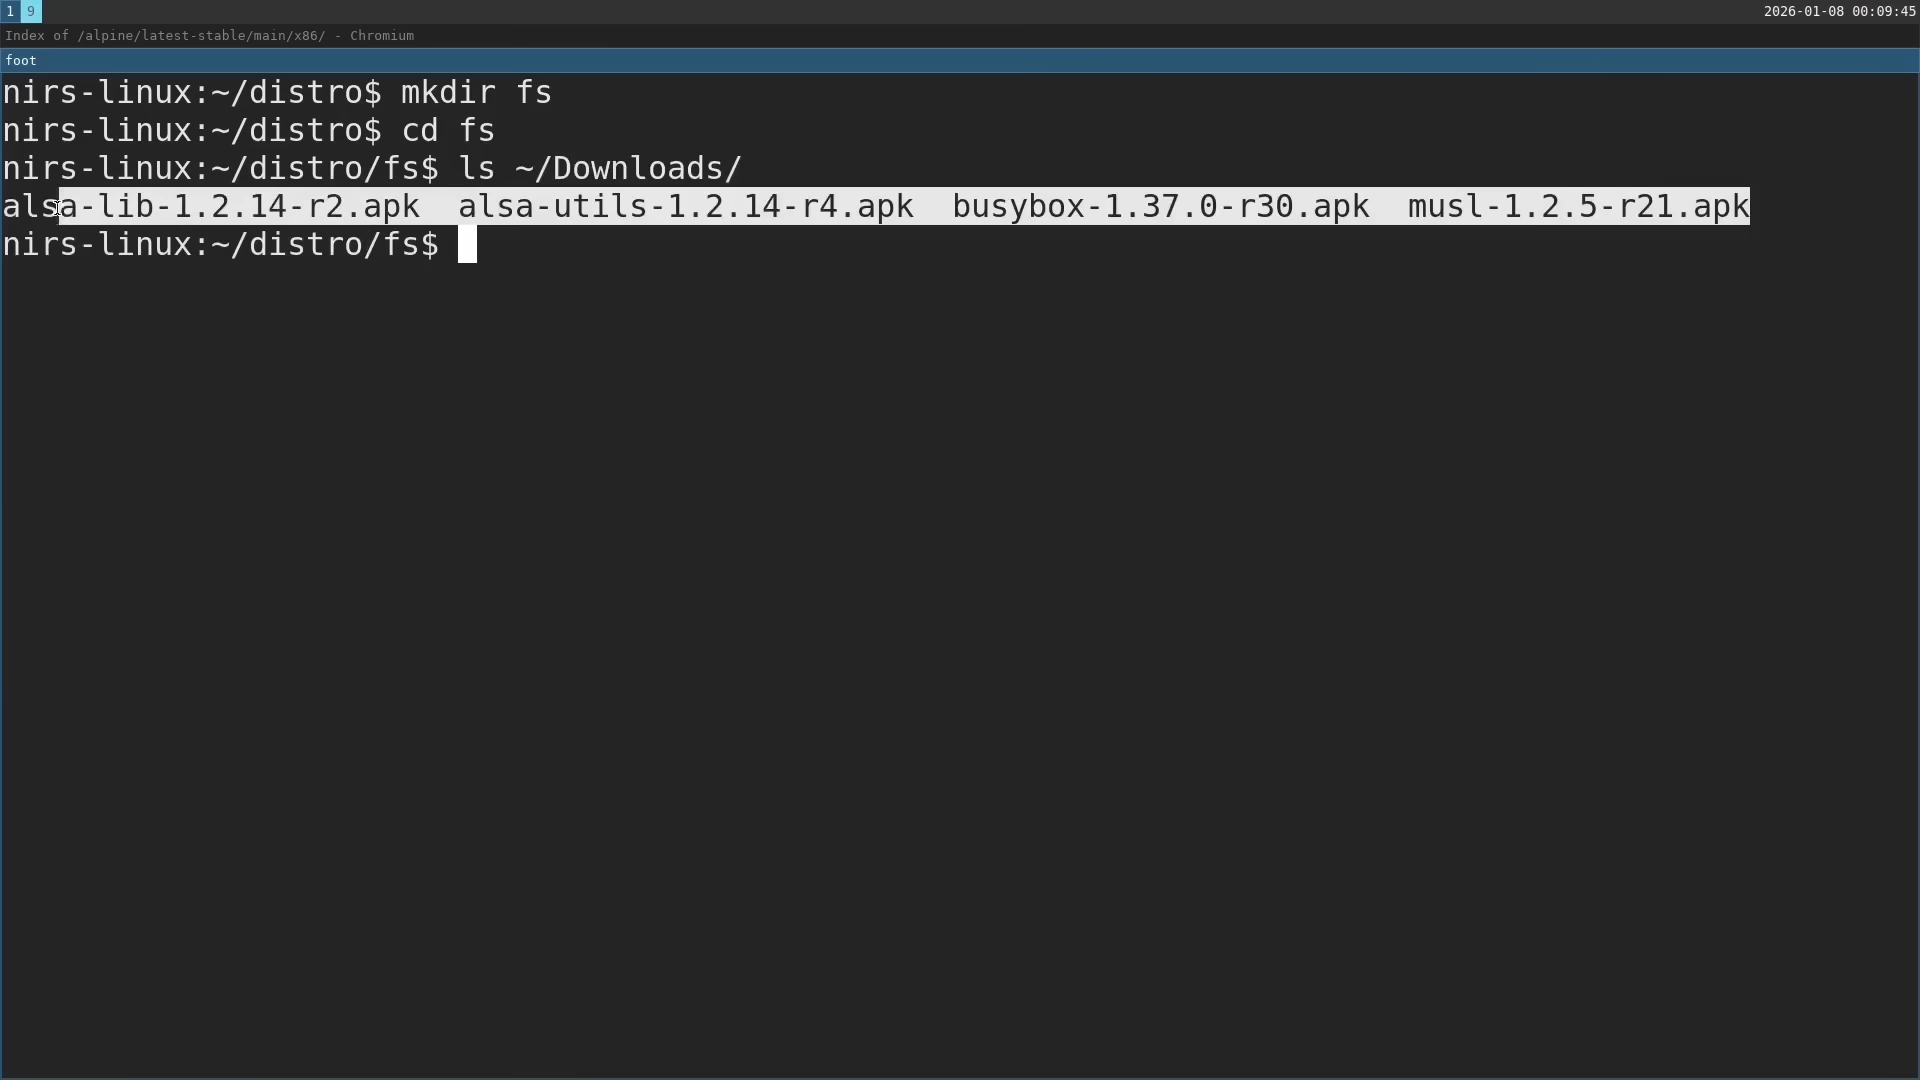 1 9 2026-01-08 00:09:45
Index of /alpine/latest-stable/main/x86/ - Chromium
foot
nirs-linux:~/distro$ mkdir fs
nirs-linux:~/distro$ cd fs
nirs-linux:~/distro/fs$ ls ~/Downloads/
alsa-lib-1.2.14-r2.apk  alsa-utils-1.2.14-r4.apk  busybox-1.37.0-r30.apk  musl-1.2.5-r21.apk
nirs-linux:~/distro/fs$